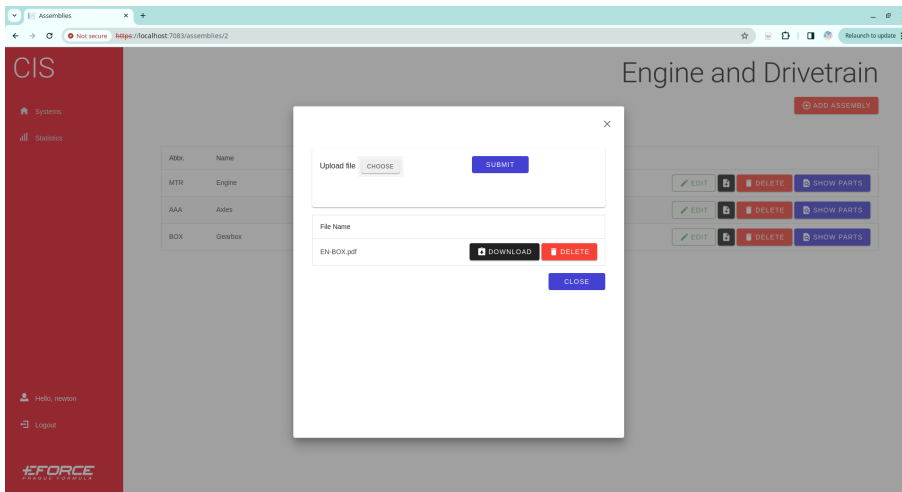 Assemblies
Not secure https://localhost:7083/assemblies/2
Relaunch to update
CIS
Engine and Drivetrain
ADD ASSEMBLY
Systems
Statistics
Upload file CHOOSE SUBMIT
Abbr. Name
MTR Engine EDIT DELETE SHOW PARTS
AAA Axles EDIT DELETE SHOW PARTS
File Name
BOX Gearbox EDIT DELETE SHOW PARTS
EN-BOX.pdf DOWNLOAD DELETE
CLOSE
Hello, newton
Logout
EFORCE
PRAGUE FORMULA